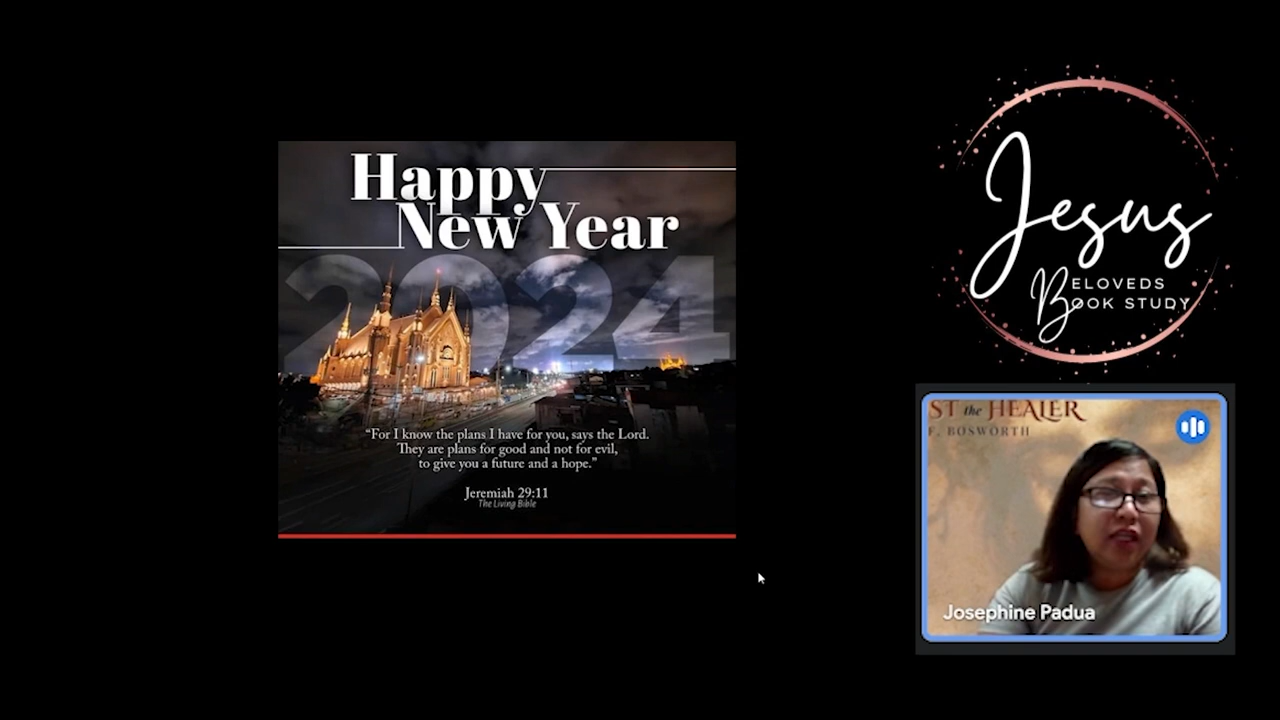 Happy
New Year
2024
“For I know the plans I have for you, says the Lord.
They are plans for good and not for evil,
to give you a future and a hope.”
Jeremiah 29:11
The Living Bible
Jesus
BELOVEDS
BOOK STUDY
ST the HEALER
F. BOSWORTH
Josephine Padua